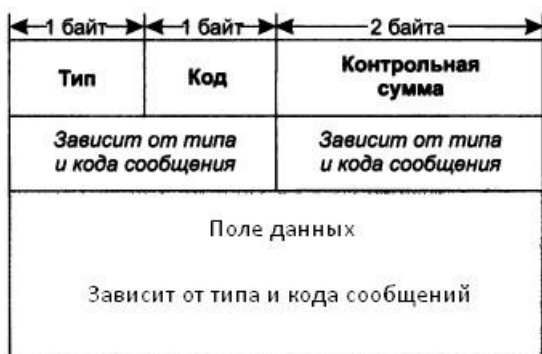 1 байт 1 байт 2 байта
Тип Код Контрольная
сумма
Зависит от типа Зависит от типа
и кода сообщения и кода сообщения
Поле данных
Зависит от типа и кода сообщений